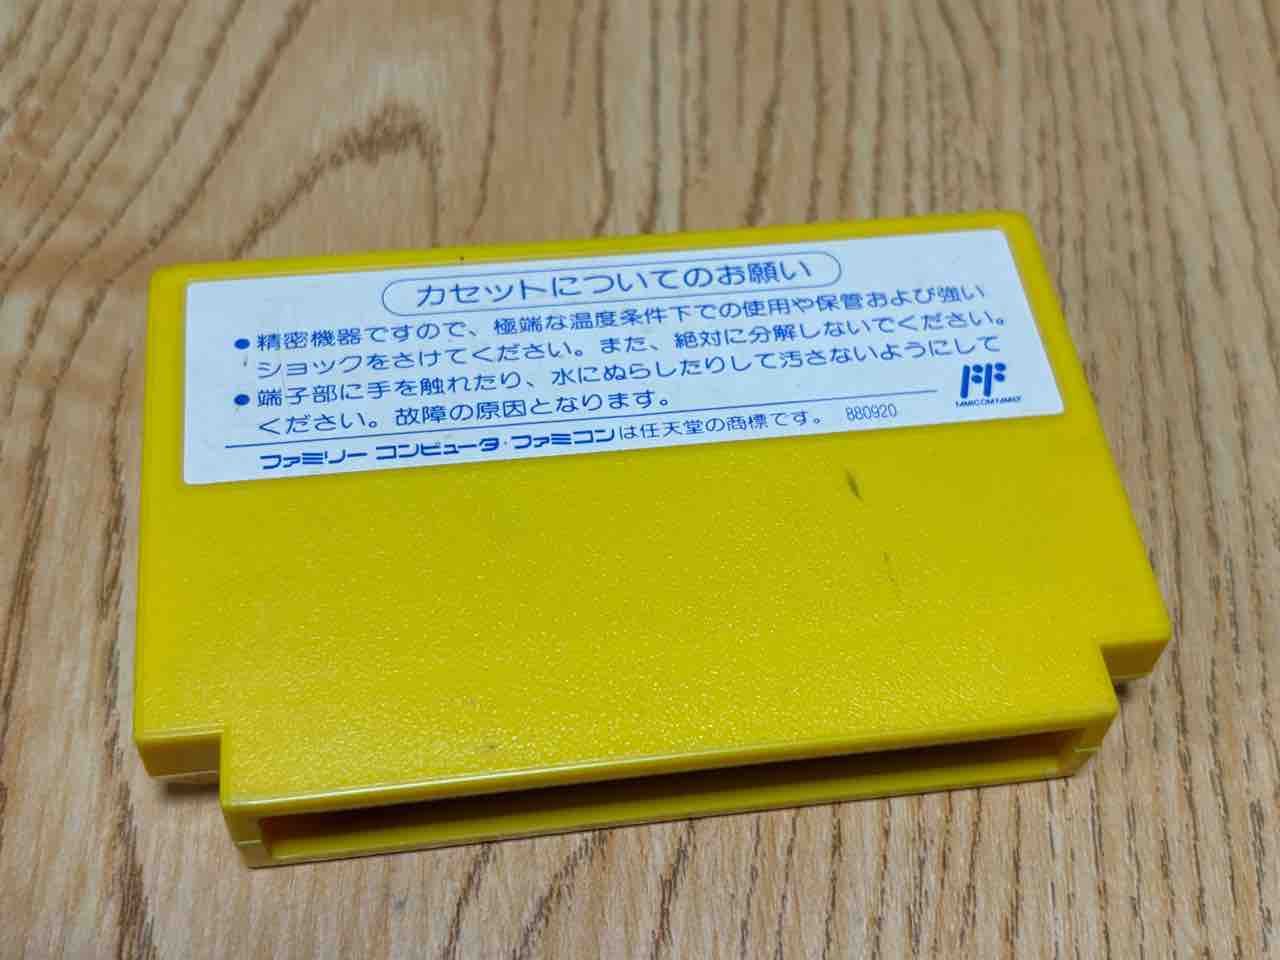 カセットについてのお願い
●精密機器ですので、極端な温度条件下での使用や保管および強い
ショックをさけてください。また、絶対に分解しないでください。
●端子部に手を触れたり、水にぬらしたりして汚さないようにして
ください。故障の原因となります。
FAMICOM FAMILY
ファミリー コンピュータ・ファミコンは任天堂の商標です。 880920